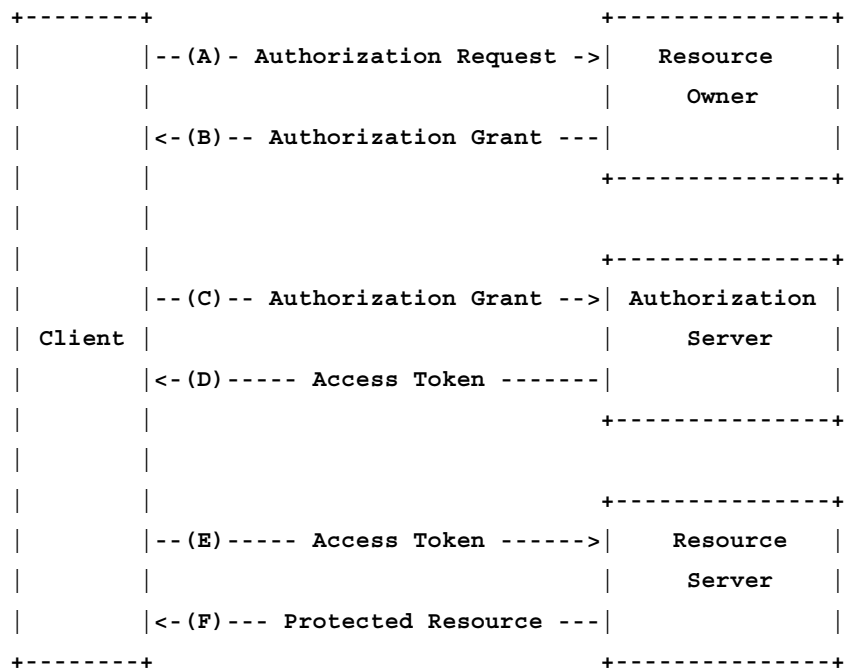 +--------+                               +---------------+
|        |--(A)- Authorization Request ->|   Resource    |
|        |                               |     Owner     |
|        |<-(B)-- Authorization Grant ---|               |
|        |                               +---------------+
|        |
|        |                               +---------------+
|        |--(C)-- Authorization Grant -->| Authorization |
| Client |                               |     Server    |
|        |<-(D)----- Access Token -------|               |
|        |                               +---------------+
|        |
|        |                               +---------------+
|        |--(E)----- Access Token ------>|    Resource   |
|        |                               |     Server    |
|        |<-(F)--- Protected Resource ---|               |
+--------+                               +---------------+